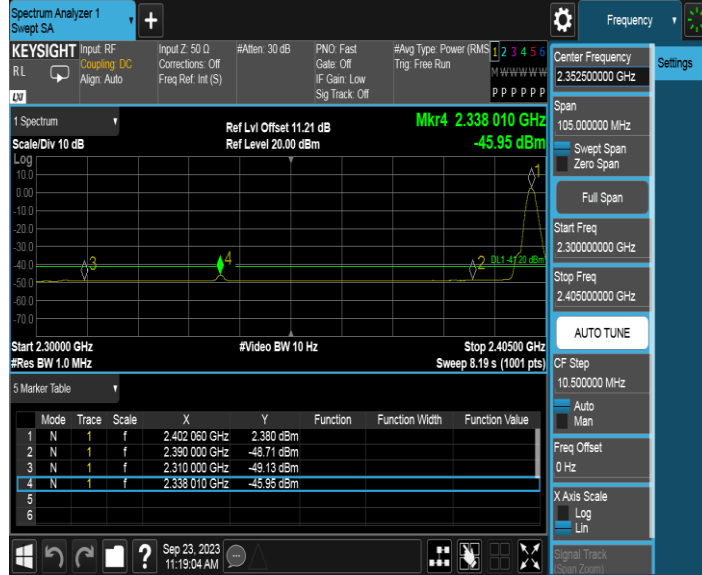 Spectrum Analyzer 1
Swept SA
+
Frequency
KEYSIGHT
RL
LXI
Input: RF
Coupling: DC
Align: Auto
Input Z: 50 Ω
Corrections: Off
Freq Ref: Int (S)
#Atten: 30 dB
PNO: Fast
Gate: Off
IF Gain: Low
Sig Track: Off
#Avg Type: Power (RMS
Trig: Free Run
1 2 3 4 5 6
M W W W W W
P P P P P P
1 Spectrum
Scale/Div 10 dB
Ref Lvl Offset 11.21 dB
Ref Level 20.00 dBm
Mkr4 2.338 010 GHz
-45.95 dBm
Log
10.0
0.00
-10.0
-20.0
-30.0
-40.0
-50.0
-60.0
-70.0
1
3
4
2
DL1 -41.20 dBm
Start 2.30000 GHz
#Video BW 10 Hz
Stop 2.40500 GHz
#Res BW 1.0 MHz
Sweep 8.19 s (1001 pts)
5 Marker Table
Mode Trace Scale X Y Function Function Width Function Value
1 N 1 f 2.402 060 GHz 2.380 dBm
2 N 1 f 2.390 000 GHz -48.71 dBm
3 N 1 f 2.310 000 GHz -49.13 dBm
4 N 1 f 2.338 010 GHz -45.95 dBm
5
6
?
Sep 23, 2023
11:19:04 AM
Center Frequency
2.352500000 GHz
Settings
Span
105.000000 MHz
Swept Span
Zero Span
Full Span
Start Freq
2.300000000 GHz
Stop Freq
2.405000000 GHz
AUTO TUNE
CF Step
10.500000 MHz
Auto
Man
Freq Offset
0 Hz
X Axis Scale
Log
Lin
Signal Track
(Span Zoom)